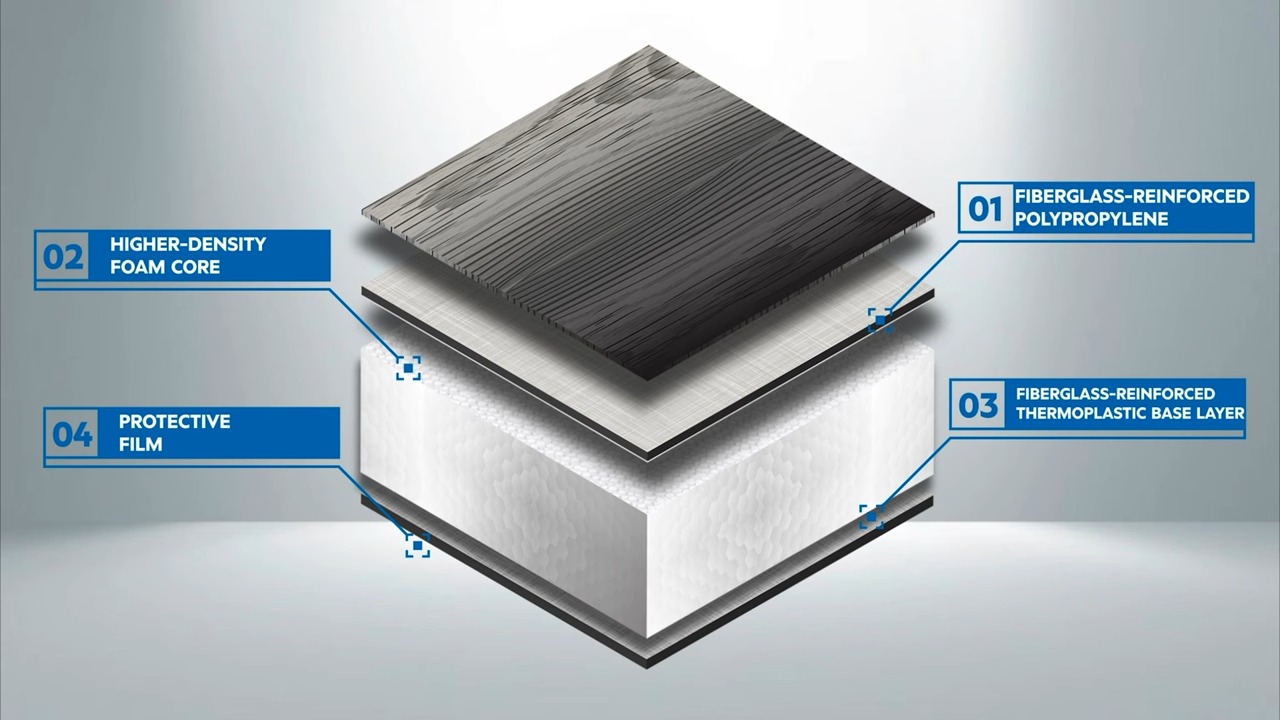 01
FIBERGLASS-REINFORCED
POLYPROPYLENE
02
HIGHER-DENSITY
FOAM CORE
03
FIBERGLASS-REINFORCED
THERMOPLASTIC BASE LAYER
04
PROTECTIVE
FILM